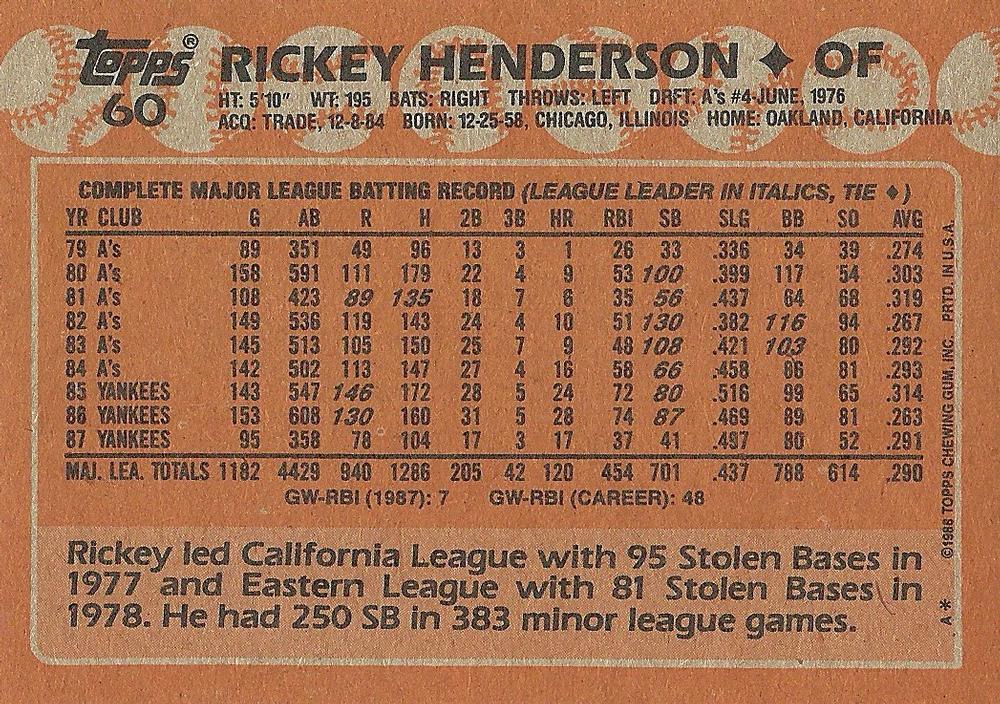 Topps® RICKEY HENDERSON ✦ OF
60 HT: 5'10" WT: 195 BATS: RIGHT THROWS: LEFT DRFT: A's #4-JUNE, 1976
ACQ: TRADE, 12-8-84 BORN: 12-25-58, CHICAGO, ILLINOIS HOME: OAKLAND, CALIFORNIA
COMPLETE MAJOR LEAGUE BATTING RECORD (LEAGUE LEADER IN ITALICS, TIE ♦)
YR CLUB G AB R H 2B 3B HR RBI SB SLG BB SO AVG
79 A's 89 351 49 96 13 3 1 26 33 .336 34 39 .274
80 A's 158 591 111 179 22 4 9 53 100 .399 117 54 .303
81 A's 108 423 89 135 18 7 6 35 56 .437 64 68 .319
82 A's 149 536 119 143 24 4 10 51 130 .382 116 94 .267
83 A's 145 513 105 150 25 7 9 48 108 .421 103 80 .292
84 A's 142 502 113 147 27 4 16 58 66 .458 86 81 .293
85 YANKEES 143 547 146 172 28 5 24 72 80 .516 99 65 .314
86 YANKEES 153 608 130 160 31 5 28 74 87 .469 89 81 .263
87 YANKEES 95 358 78 104 17 3 17 37 41 .497 80 52 .291
MAJ. LEA. TOTALS 1182 4429 940 1286 205 42 120 454 701 .437 788 614 .290
GW-RBI (1987): 7 GW-RBI (CAREER): 48
Rickey led California League with 95 Stolen Bases in
1977 and Eastern League with 81 Stolen Bases in
1978. He had 250 SB in 383 minor league games.
A* ©1988 TOPPS CHEWING GUM, INC. PRTD. IN U.S.A.